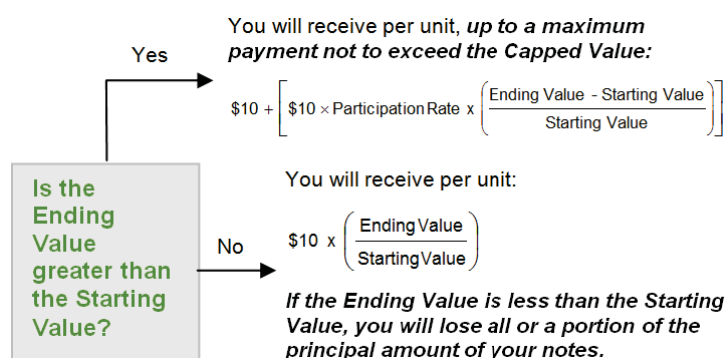 You will receive per unit, up to a maximum
payment not to exceed the Capped Value:
Yes
$10 + [ $10 × Participation Rate x ( Ending Value - Starting Value / Starting Value ) ]
You will receive per unit:
Is the
Ending
Value
greater than
the Starting
Value?
No
$10 x ( Ending Value / Starting Value )
If the Ending Value is less than the Starting
Value, you will lose all or a portion of the
principal amount of your notes.